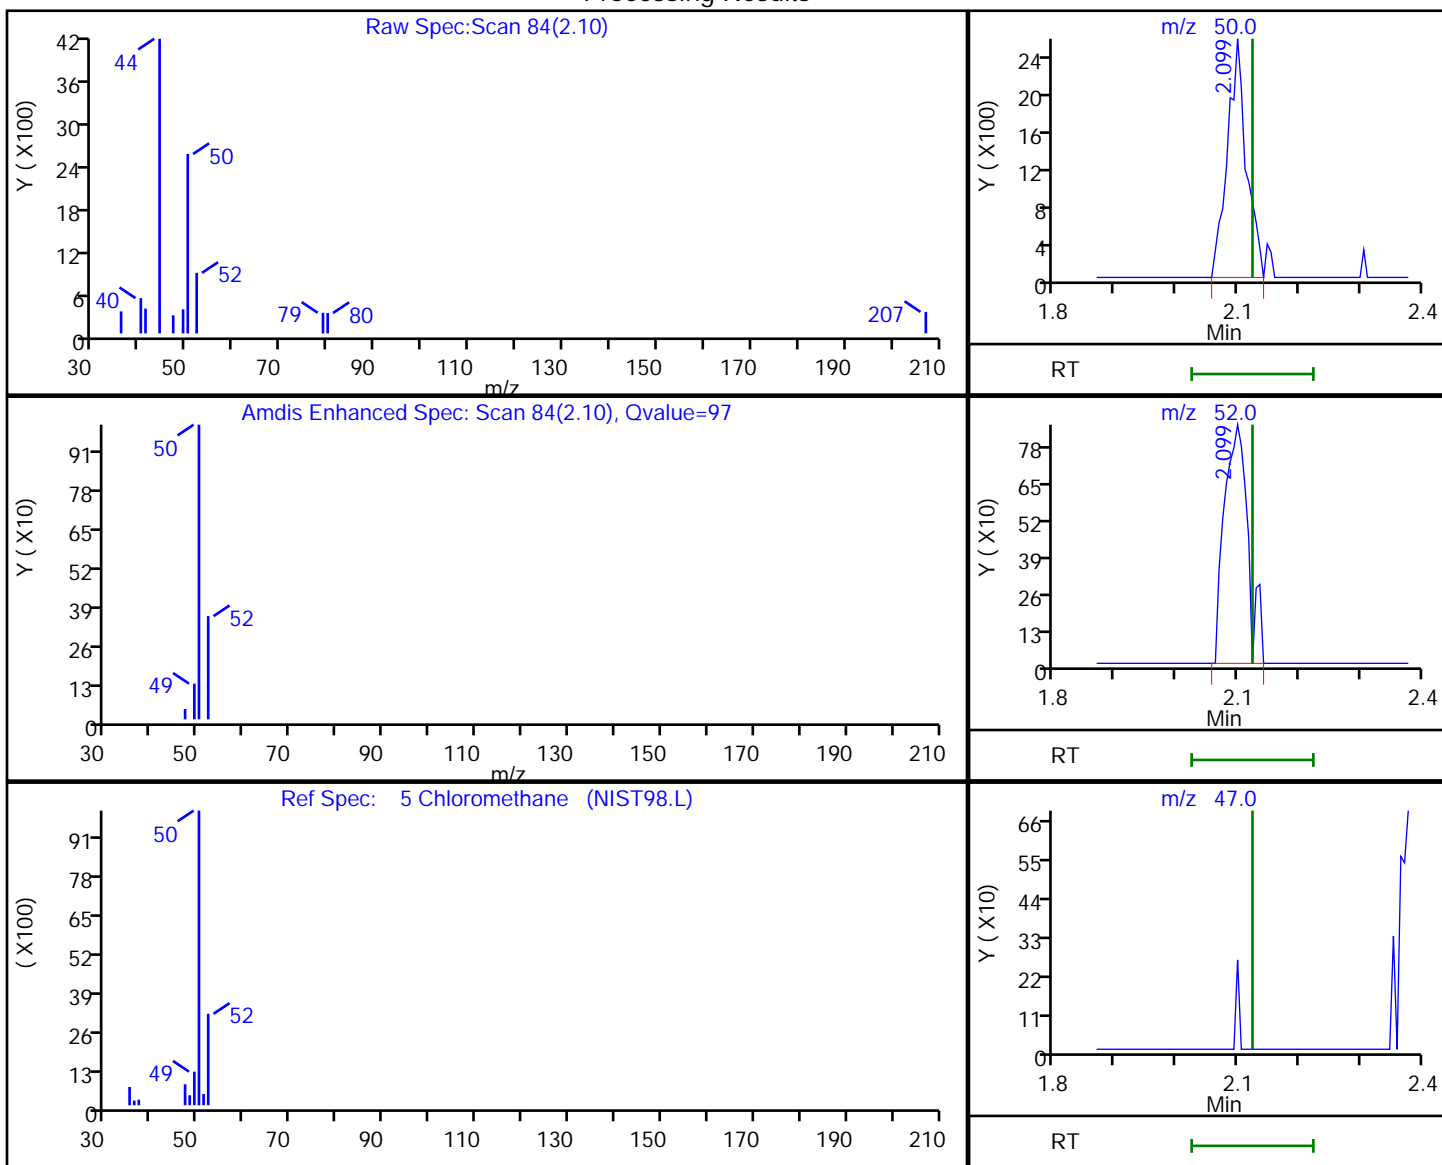 Processing Results
Raw Spec:Scan 84(2.10)
Y ( X100)
42
36
30
24
18
12
6
0
44
50
52
40
79
80
207
30 50 70 90 110 130 150 170 190 210
m/z
m/z 50.0
Y ( X100)
24
20
16
12
8
4
0
2.099
1.8 2.1 2.4
Min
RT
Amdis Enhanced Spec: Scan 84(2.10), Qvalue=97
Y ( X10)
91
78
65
52
39
26
13
0
50
52
49
30 50 70 90 110 130 150 170 190 210
m/z
m/z 52.0
Y ( X10)
78
65
52
39
26
13
0
2.099
1.8 2.1 2.4
Min
RT
Ref Spec: 5 Chloromethane (NIST98.L)
( X100)
91
78
65
52
39
26
13
0
50
52
49
30 50 70 90 110 130 150 170 190 210
m/z 47.0
Y ( X10)
66
55
44
33
22
11
0
1.8 2.1 2.4
Min
RT